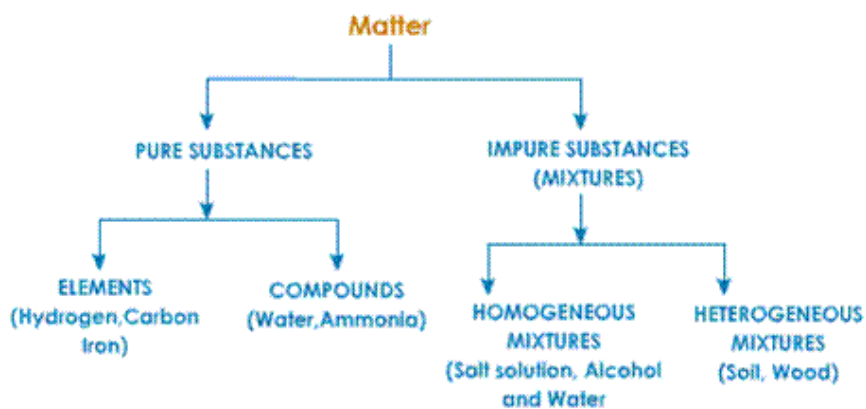 Matter
PURE SUBSTANCES
IMPURE SUBSTANCES
(MIXTURES)
ELEMENTS
(Hydrogen,Carbon
Iron)
COMPOUNDS
(Water,Ammonia)
HOMOGENEOUS
MIXTURES
(Salt solution, Alcohol
and Water
HETEROGENEOUS
MIXTURES
(Soil, Wood)